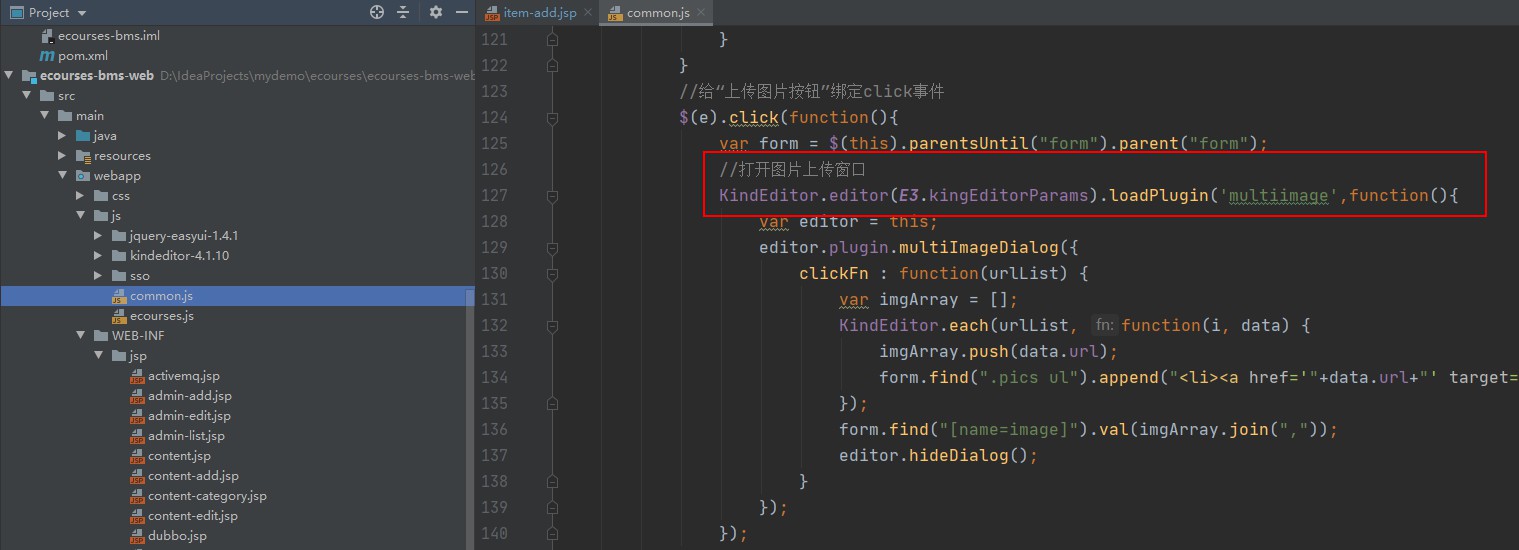 Project
ecourses-bms.iml
pom.xml
ecourses-bms-web D:\IdeaProjects\mydemo\ecourses\ecourses-bms-web
src
main
java
resources
webapp
css
js
jquery-easyui-1.4.1
kindeditor-4.1.10
sso
common.js
ecourses.js
WEB-INF
jsp
activemq.jsp
admin-add.jsp
admin-edit.jsp
admin-list.jsp
content.jsp
content-add.jsp
content-category.jsp
content-edit.jsp
dubbo.jsp
item-add.jsp
common.js
121 }
122 }
123 //给“上传图片按钮”绑定click事件
124 $(e).click(function(){
125 var form = $(this).parentsUntil("form").parent("form");
126 //打开图片上传窗口
127 KindEditor.editor(E3.kingEditorParams).loadPlugin('multiimage',function(){
128 var editor = this;
129 editor.plugin.multiImageDialog({
130 clickFn : function(urlList) {
131 var imgArray = [];
132 KindEditor.each(urlList, fn: function(i, data) {
133 imgArray.push(data.url);
134 form.find(".pics ul").append("<li><a href='"+data.url+"' target=
135 });
136 form.find("[name=image]").val(imgArray.join(","));
137 editor.hideDialog();
138 }
139 });
140 });